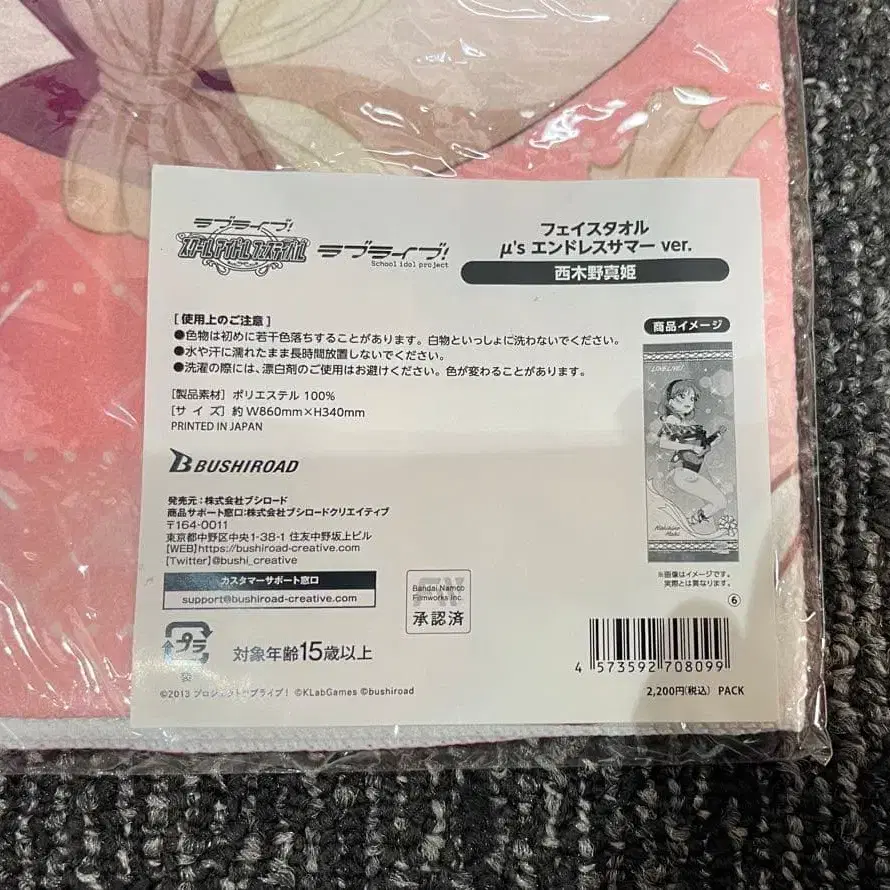 ラブライブ!
スクールアイドルフェスティバル
ラブライブ!
School idol project
フェイスタオル
μ's エンドレスサマー ver.
西木野真姫
[ 使用上のご注意 ]
●色物は初めに若干色落ちすることがあります。白物といっしょに洗わないでください。
●水や汗に濡れたまま長時間放置しないでください。
●洗濯の際には、漂白剤のご使用はお避けください。色が変わることがあります。
[製品素材] ポリエステル 100%
[サ イ ズ] 約 W860mm×H340mm
PRINTED IN JAPAN
商品イメージ
LOVELIVE!
Nishikino
Maki
※画像はイメージです。
実際とは異なります。
⑥
BUSHIROAD
発売元:株式会社ブシロード
商品サポート窓口:株式会社ブシロードクリエイティブ
〒164-0011
東京都中野区中央1-38-1 住友中野坂上ビル
[WEB]https://bushiroad-creative.com
[Twitter]@bushi_creative
カスタマーサポート窓口
support@bushiroad-creative.com
Bandai Namco
Filmworks Inc.
承認済
プラ
袋
対象年齢15歳以上
4 573592 708099
2,200円(税込) PACK
©2013 プロジェクトラブライブ! ©KLabGames ©bushiroad